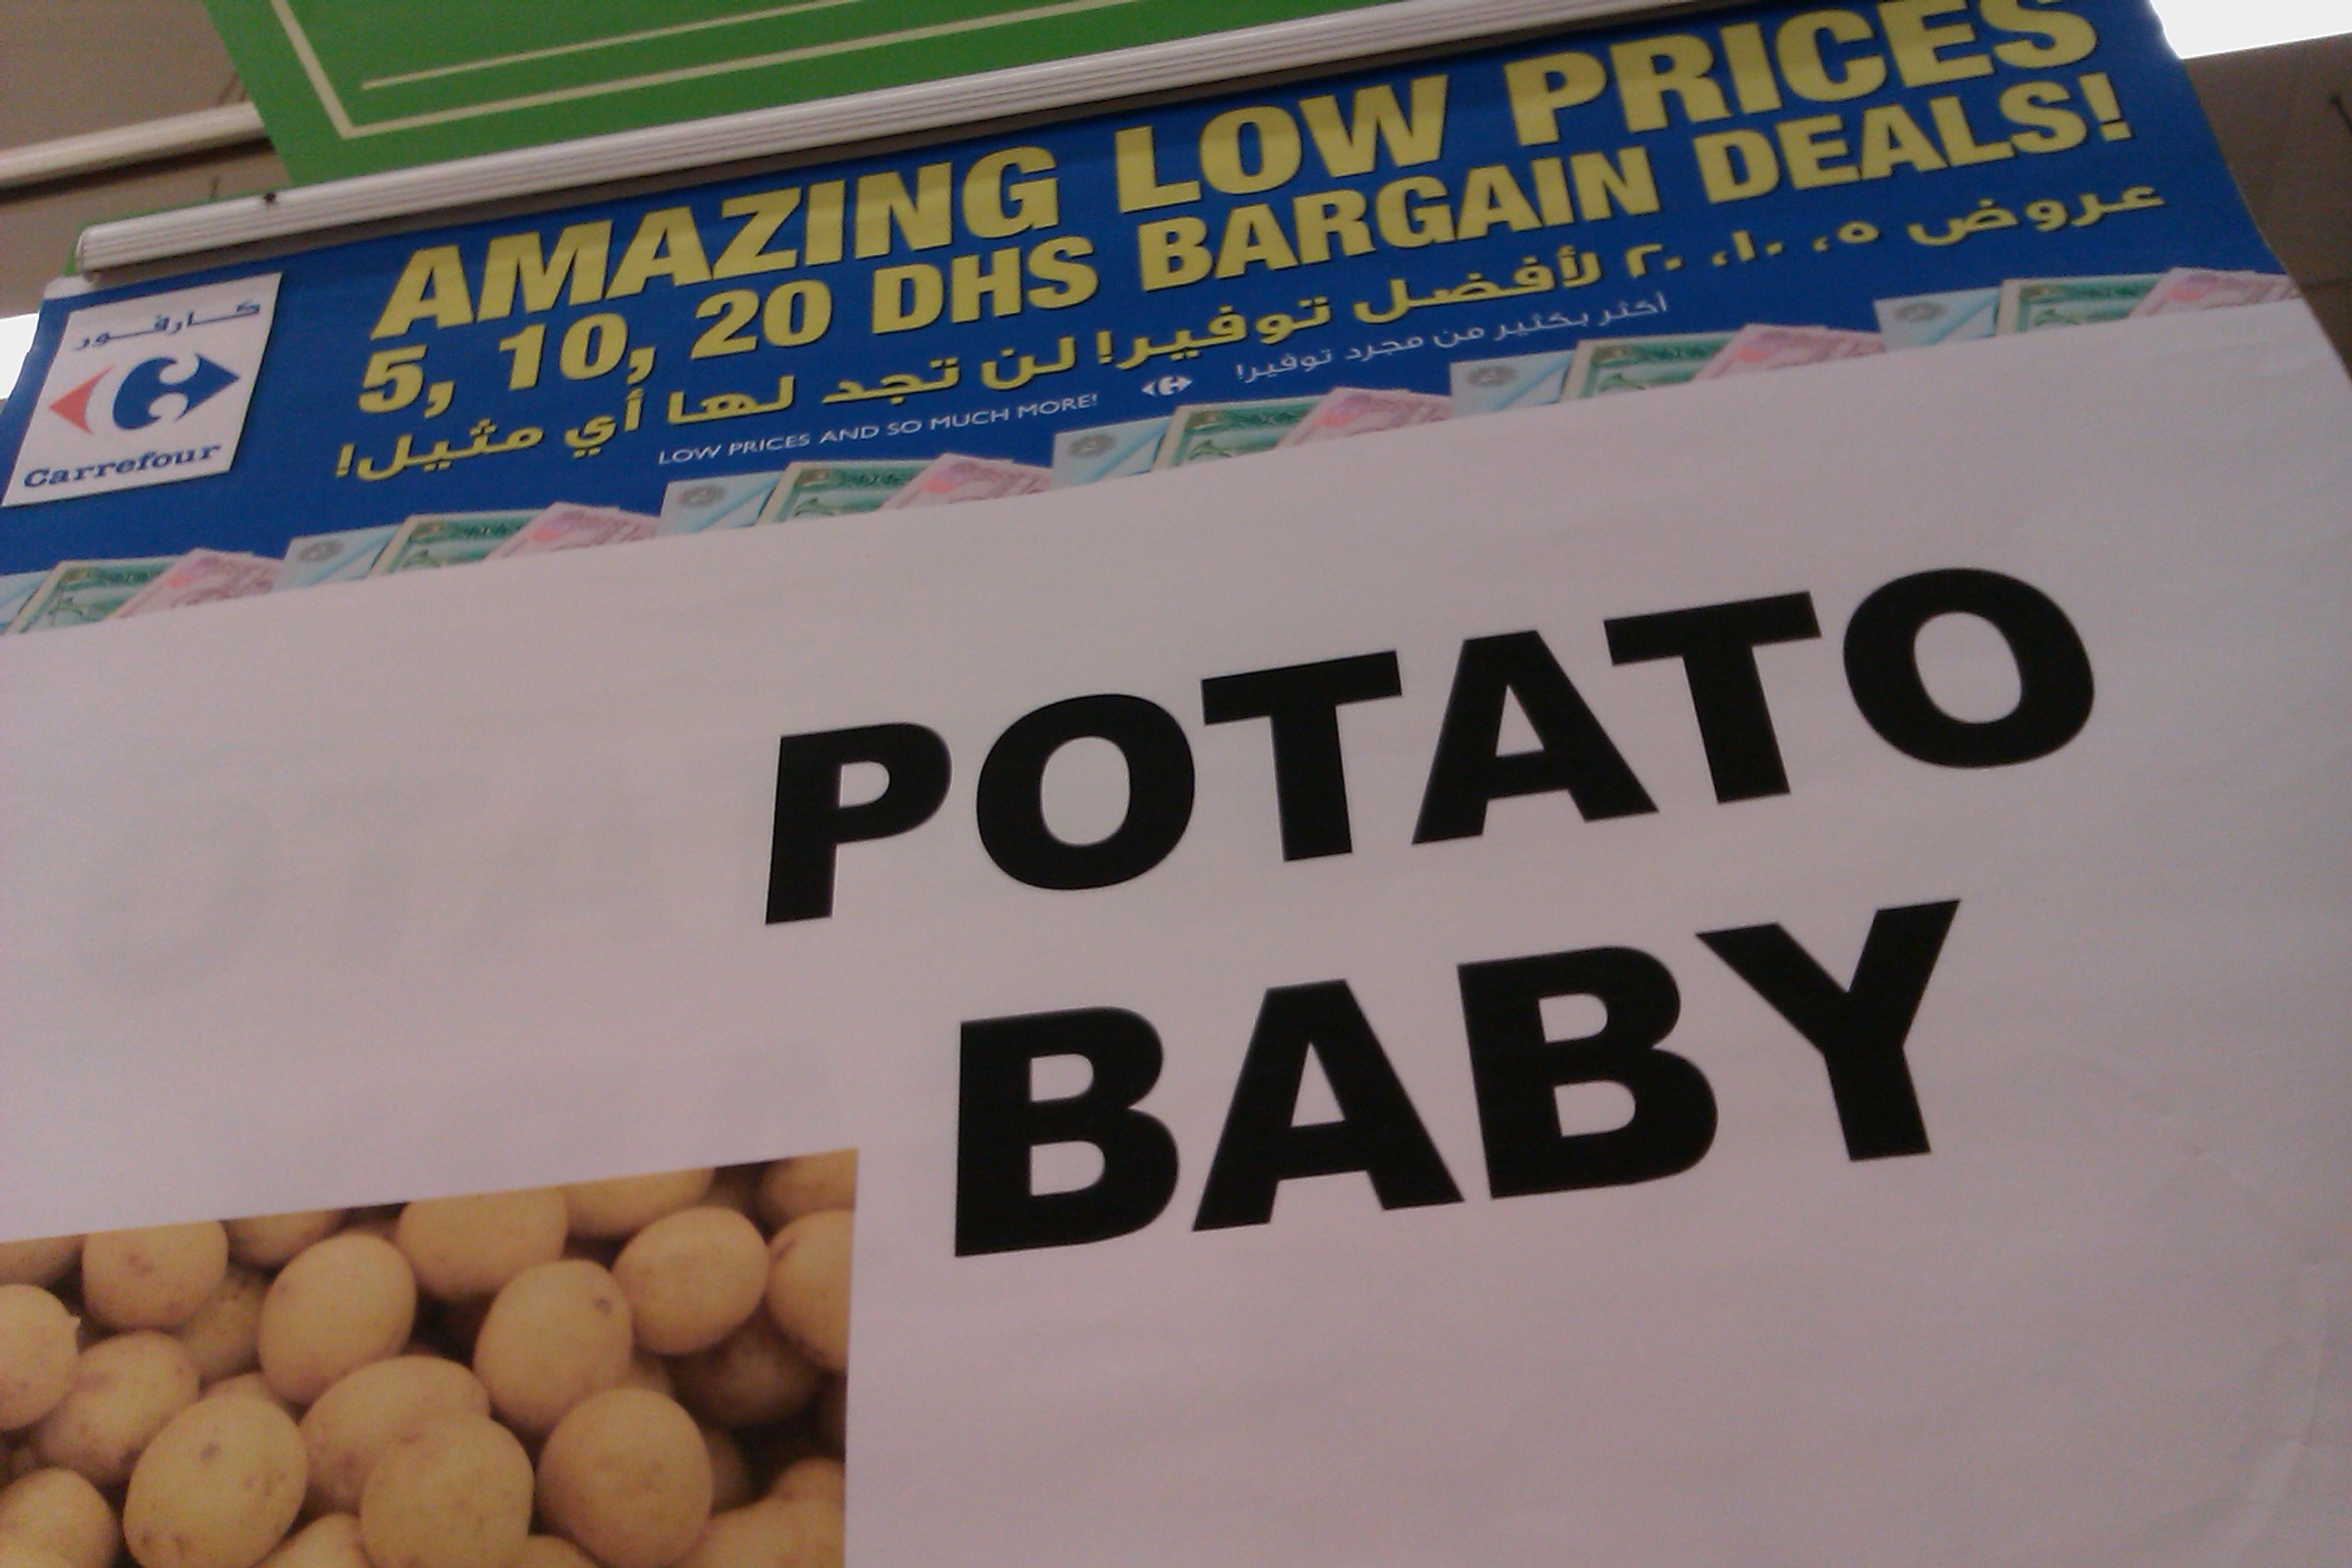 AMAZING LOW PRICES
5, 10, 20 DHS BARGAIN DEALS!
عروض ٥، ١٠، ٢٠ لأفضل توفير! لن تجد لها أي مثيل!
LOW PRICES AND SO MUCH MORE!
أكثر بكثير من مجرد توفير!
كارفور
Carrefour
POTATO
BABY